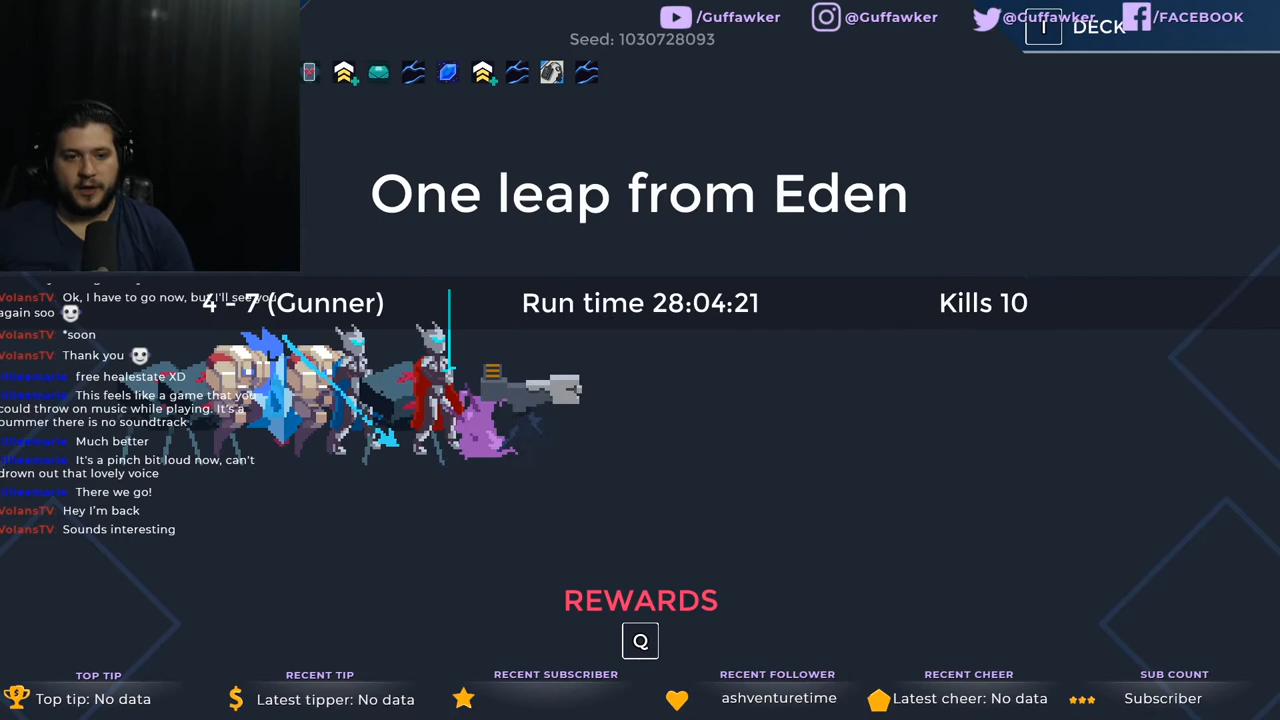 /Guffawker @Guffawker @Guffawker /FACEBOOK
Seed: 1030728093
I DECK
One leap from Eden
4 - 7 (Gunner) Run time 28:04:21 Kills 10
VolansTV Ok, I have to go now, but I'll see you
again soo
VolansTV *soon
VolansTV Thank you
free healestate XD
This feels like a game that you
could throw on music while playing. It's a
bummer there is no soundtrack
Much better
It's a pinch bit loud now, can't
drown out that lovely voice
There we go!
VolansTV Hey I'm back
VolansTV Sounds interesting
REWARDS
Q
TOP TIP RECENT TIP RECENT SUBSCRIBER RECENT FOLLOWER RECENT CHEER SUB COUNT
Top tip: No data Latest tipper: No data ashventuretime Latest cheer: No data Subscriber